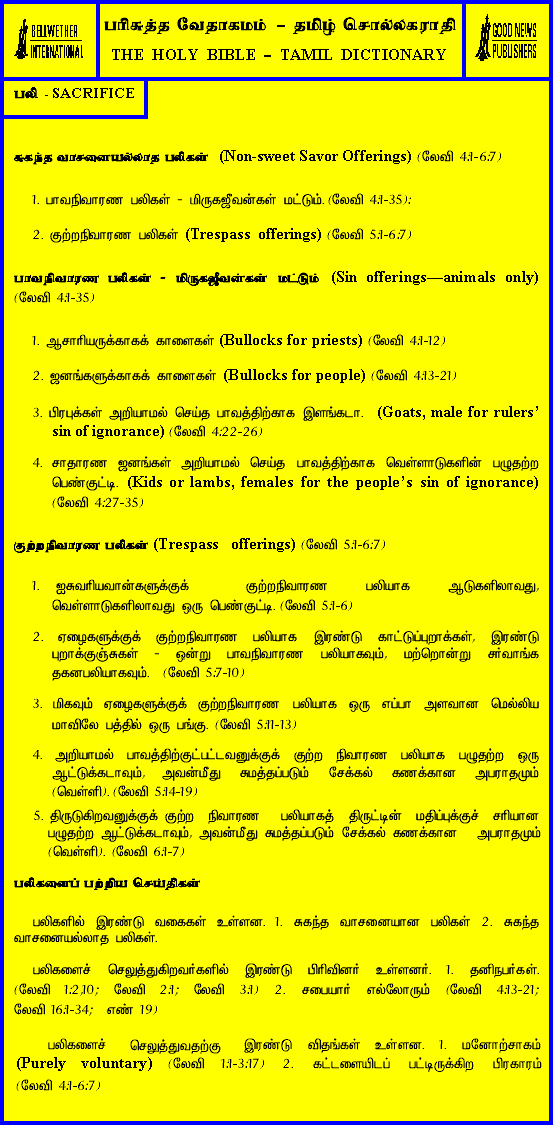 BELLWETHER
INTERNATIONAL
பரிசுத்த வேதாகமம் – தமிழ் சொல்லகராதி
THE HOLY BIBLE – TAMIL DICTIONARY
GOOD NEWS
PUBLISHERS
பலி - SACRIFICE
சுகந்த வாசனையல்லாத பலிகள் (Non-sweet Savor Offerings) (லேவி 4:1-6:7)
1. பாவநிவாரண பலிகள் - மிருகஜீவன்கள் மட்டும். (லேவி 4:1-35);
2. குற்றநிவாரண பலிகள் (Trespass offerings) (லேவி 5:1-6:7)
பாவநிவாரண பலிகள் - மிருகஜீவன்கள் மட்டும் (Sin offerings—animals only)
(லேவி 4:1-35)
1. ஆசாரியருக்காகக் காளைகள் (Bullocks for priests) (லேவி 4:1-12)
2. ஜனங்களுக்காகக் காளைகள் (Bullocks for people) (லேவி 4:13-21)
3. பிரபுக்கள் அறியாமல் செய்த பாவத்திற்காக இளங்கடா. (Goats, male for rulers’
sin of ignorance) (லேவி 4:22-26)
4. சாதாரண ஜனங்கள் அறியாமல் செய்த பாவத்திற்காக வெள்ளாடுகளின் பழுதற்ற
பெண்குட்டி. (Kids or lambs, females for the people’s sin of ignorance)
(லேவி 4:27-35)
குற்றநிவாரண பலிகள் (Trespass offerings) (லேவி 5:1-6:7)
1. ஐசுவரியவான்களுக்குக் குற்றநிவாரண பலியாக ஆடுகளிலாவது,
வெள்ளாடுகளிலாவது ஒரு பெண்குட்டி. (லேவி 5:1-6)
2. ஏழைகளுக்குக் குற்றநிவாரண பலியாக இரண்டு காட்டுப்புறாக்கள், இரண்டு
புறாக்குஞ்சுகள் - ஒன்று பாவநிவாரண பலியாகவும், மற்றொன்று சர்வாங்க
தகனபலியாகவும். (லேவி 5:7-10)
3. மிகவும் ஏழைகளுக்குக் குற்றநிவாரண பலியாக ஒரு எப்பா அளவான மெல்லிய
மாவிலே பத்தில் ஒரு பங்கு. (லேவி 5:11-13)
4. அறியாமல் பாவத்திற்குட்பட்டவனுக்குக் குற்ற நிவாரண பலியாக பழுதற்ற ஒரு
ஆட்டுக்கடாவும், அவன்மீது சுமத்தப்படும் சேக்கல் கணக்கான அபராதமும்
(வெள்ளி). (லேவி 5:14-19)
5. திருடுகிறவனுக்குக் குற்ற நிவாரண பலியாகத் திருட்டின் மதிப்புக்குச் சரியான
பழுதற்ற ஆட்டுக்கடாவும், அவன்மீது சுமத்தப்படும் சேக்கல் கணக்கான அபராதமும்
(வெள்ளி). (லேவி 6:1-7)
பலிகளைப் பற்றிய செய்திகள்
பலிகளில் இரண்டு வகைகள் உள்ளன. 1. சுகந்த வாசனையான பலிகள் 2. சுகந்த
வாசனையல்லாத பலிகள்.
பலிகளைச் செலுத்துகிறவர்களில் இரண்டு பிரிவினர் உள்ளனர். 1. தனிநபர்கள்.
(லேவி 1:2,10; லேவி 2:1; லேவி 3:1) 2. சபையார் எல்லோரும் (லேவி 4:13-21;
லேவி 16:1-34; எண் 19)
பலிகளைச் செலுத்துவதற்கு இரண்டு விதங்கள் உள்ளன. 1. மனோற்சாகம்
(Purely voluntary) (லேவி 1:1-3:17) 2. கட்டளையிடப் பட்டிருக்கிற பிரகாரம்
(லேவி 4:1-6:7)